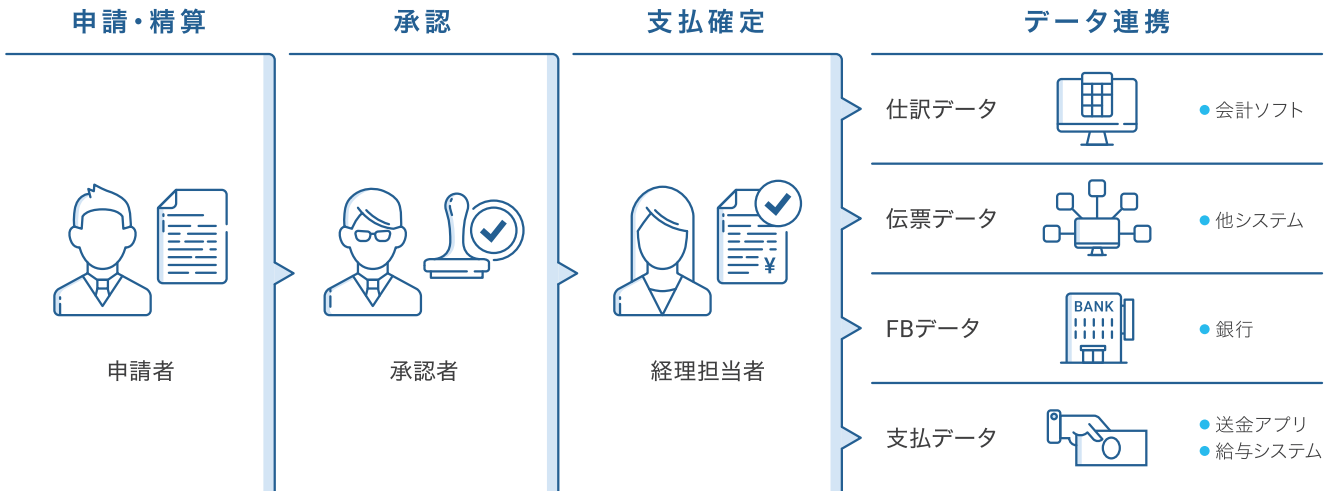 申請・精算
承認
支払確定
データ連携
¥
申請者
承認者
経理担当者
仕訳データ
会計ソフト
伝票データ
他システム
FBデータ
BANK
銀行
支払データ
送金アプリ
給与システム